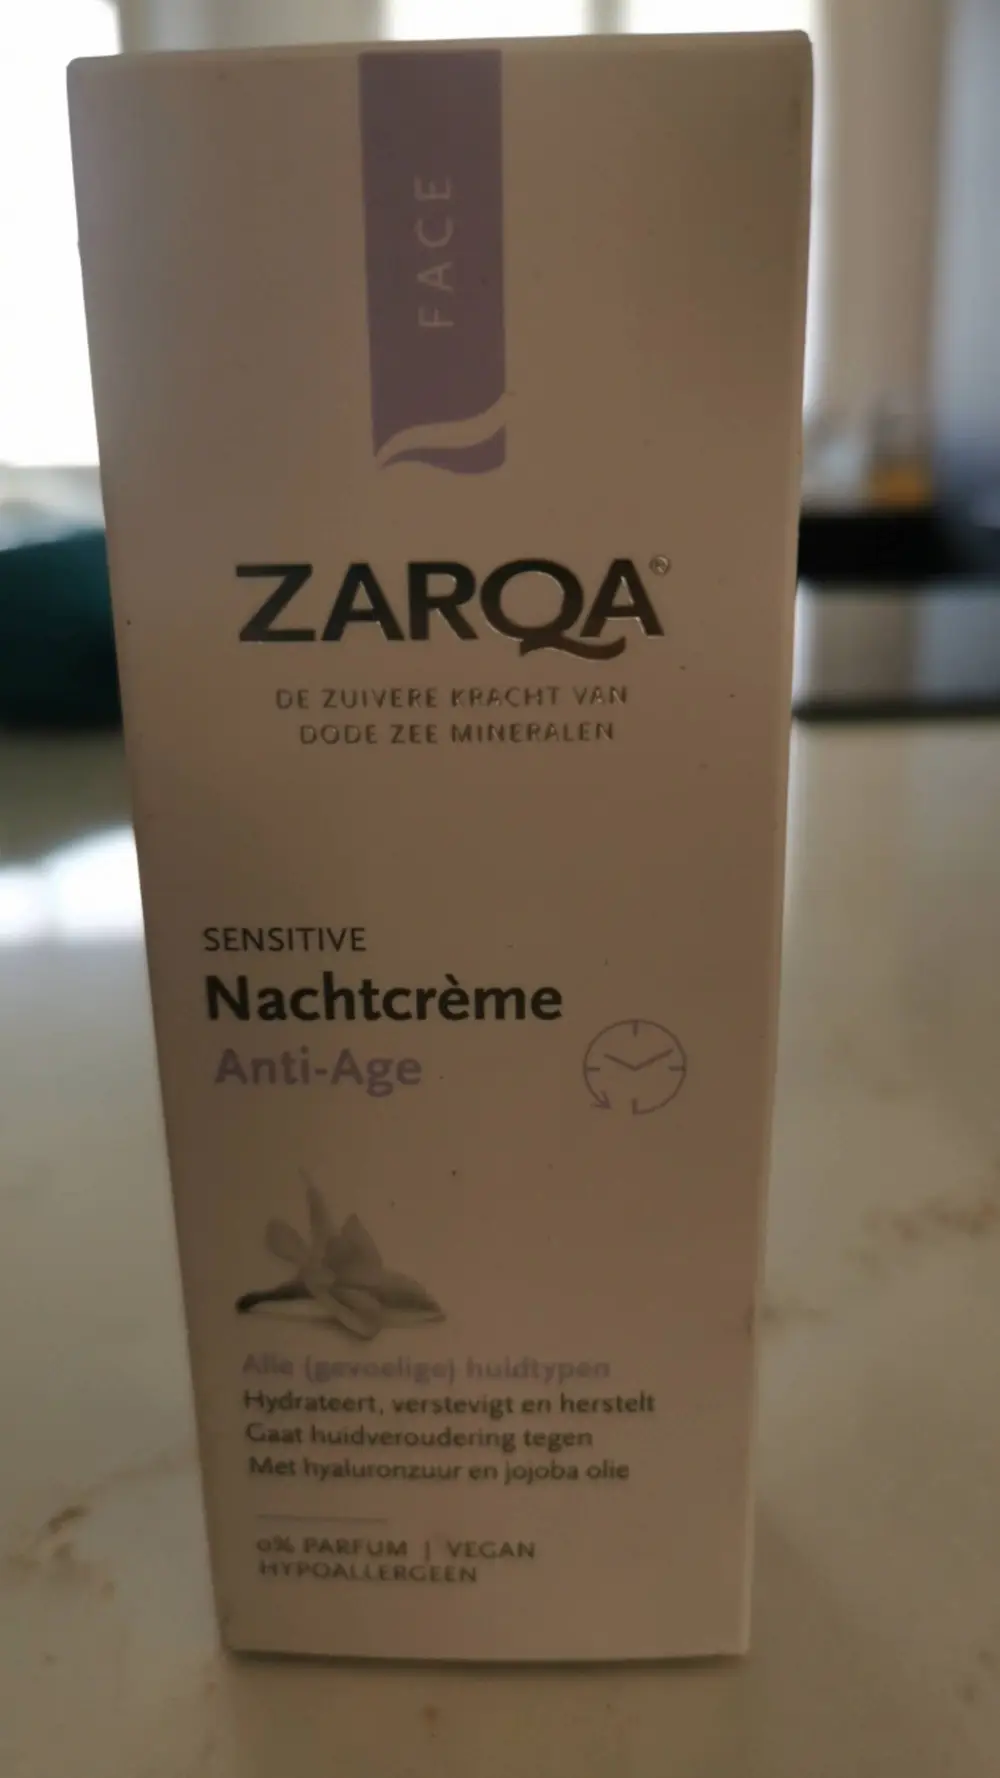 FACE
ZARQA®
DE ZUIVERE KRACHT VAN
DODE ZEE MINERALEN
SENSITIVE
Nachtcrème
Anti-Age
Alle (gevoelige) huidtypen
Hydrateert, verstevigt en herstelt
Gaat huidveroudering tegen
Met hyaluronzuur en jojoba olie
0% PARFUM | VEGAN
HYPOALLERGEEN